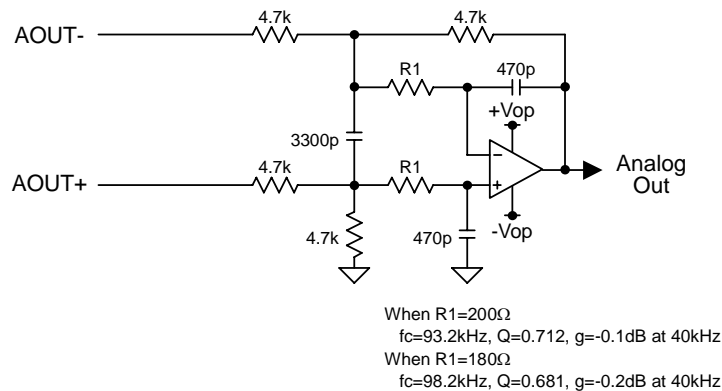 4.7k
4.7k
AOUT-
R1
470p
+Vop
3300p
4.7k
R1
AOUT+
Analog
Out
4.7k
470p
-Vop
When R1=200Ω
fc=93.2kHz, Q=0.712, g=-0.1dB at 40kHz
When R1=180Ω
fc=98.2kHz, Q=0.681, g=-0.2dB at 40kHz